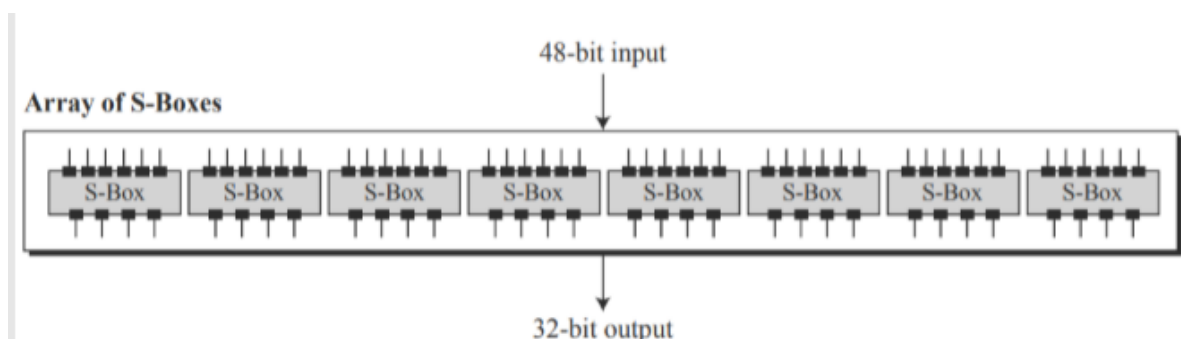 48-bit input
Array of S-Boxes
S-Box S-Box S-Box S-Box S-Box S-Box S-Box S-Box
32-bit output